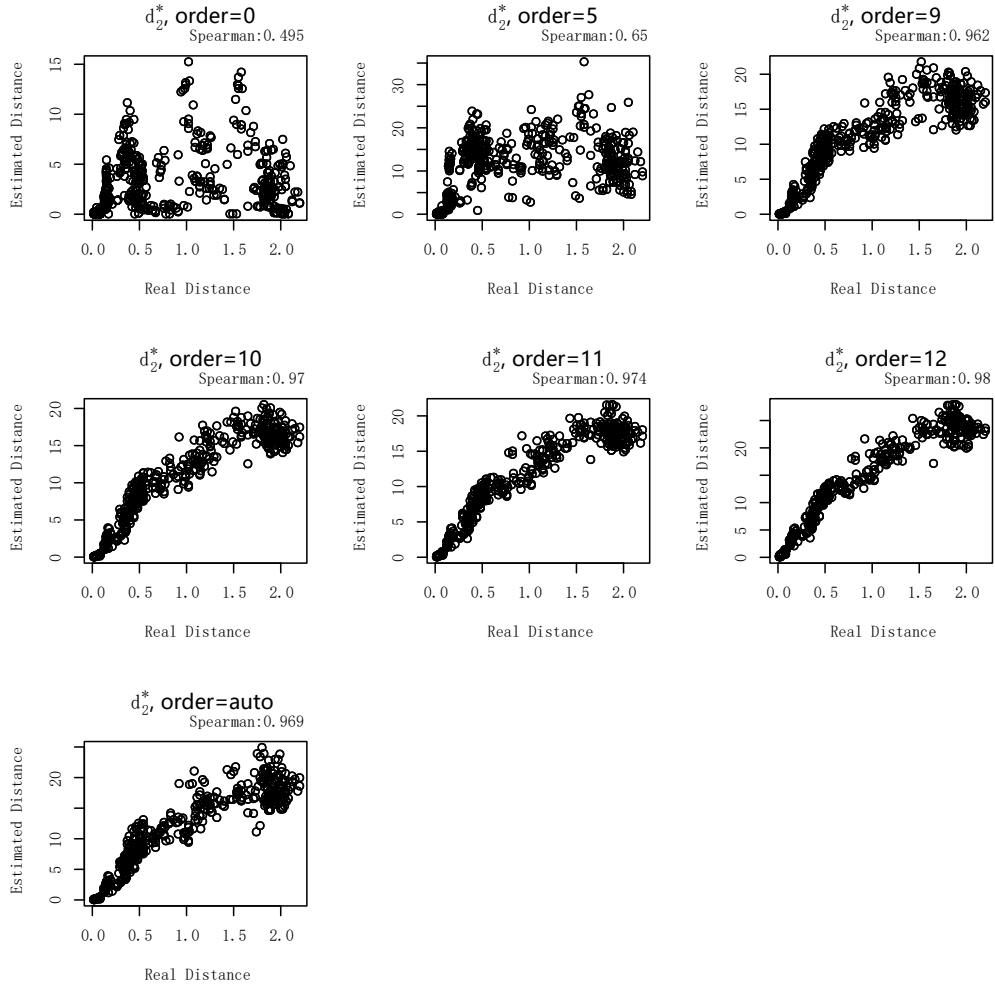 d₂*, order=0
Spearman:0.495
Estimated Distance
15
10
5
0
0.0 0.5 1.0 1.5 2.0
Real Distance
d₂*, order=5
Spearman:0.65
Estimated Distance
30
20
10
0
0.0 0.5 1.0 1.5 2.0
Real Distance
d₂*, order=9
Spearman:0.962
Estimated Distance
20
15
10
5
0
0.0 0.5 1.0 1.5 2.0
Real Distance
d₂*, order=10
Spearman:0.97
Estimated Distance
20
15
10
5
0
0.0 0.5 1.0 1.5 2.0
Real Distance
d₂*, order=11
Spearman:0.974
Estimated Distance
20
15
10
5
0
0.0 0.5 1.0 1.5 2.0
Real Distance
d₂*, order=12
Spearman:0.98
Estimated Distance
20
10
5
0
0.0 0.5 1.0 1.5 2.0
Real Distance
d₂*, order=auto
Spearman:0.969
Estimated Distance
20
10
5
0
0.0 0.5 1.0 1.5 2.0
Real Distance